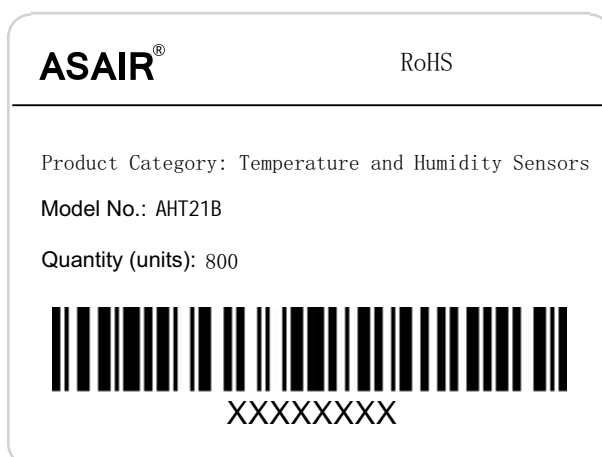 ASAIR® RoHS
Product Category: Temperature and Humidity Sensors
Model No.: AHT21B
Quantity (units): 800
XXXXXXXX